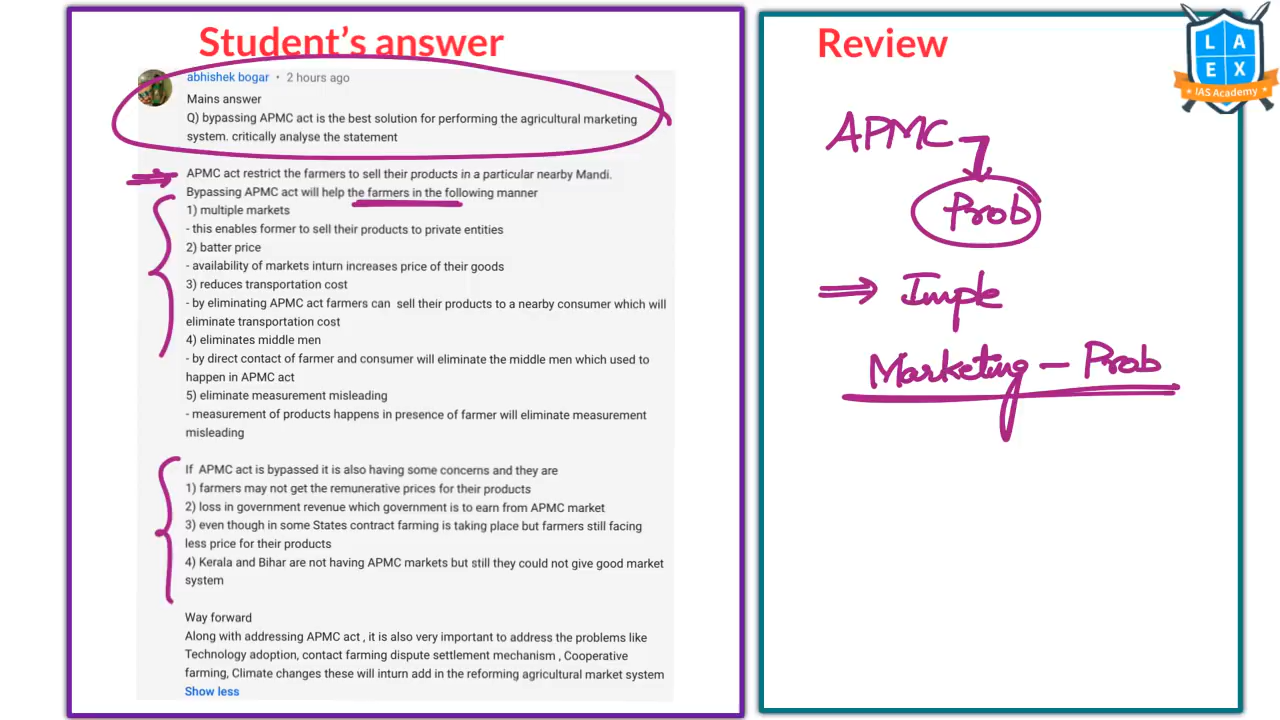 Student's answer
abhishek bogar • 2 hours ago
Mains answer
Q) bypassing APMC act is the best solution for performing the agricultural marketing
system. critically analyse the statement
APMC act restrict the farmers to sell their products in a particular nearby Mandi.
Bypassing APMC act will help the farmers in the following manner
1) multiple markets
- this enables former to sell their products to private entities
2) batter price
- availability of markets inturn increases price of their goods
3) reduces transportation cost
- by eliminating APMC act farmers can sell their products to a nearby consumer which will
eliminate transportation cost
4) eliminates middle men
- by direct contact of farmer and consumer will eliminate the middle men which used to
happen in APMC act
5) eliminate measurement misleading
- measurement of products happens in presence of farmer will eliminate measurement
misleading
If APMC act is bypassed it is also having some concerns and they are
1) farmers may not get the remunerative prices for their products
2) loss in government revenue which government is to earn from APMC market
3) even though in some States contract farming is taking place but farmers still facing
less price for their products
4) Kerala and Bihar are not having APMC markets but still they could not give good market
system
Way forward
Along with addressing APMC act , it is also very important to address the problems like
Technology adoption, contact farming dispute settlement mechanism , Cooperative
farming, Climate changes these will inturn add in the reforming agricultural market system
Show less
Review
APMC
Prob
Imple
Marketing - Prob
L A
E X
IAS Academy